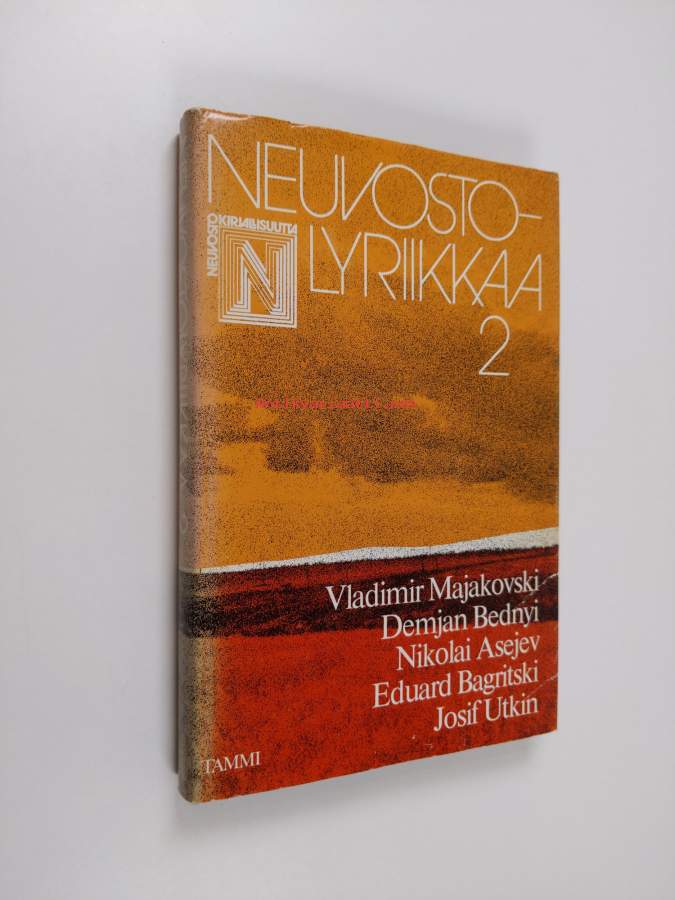 NEUVOSTO-
LYRIIKKAA
2
NEUVOSTO
KIRJALLISUUTTA
N
Vladimir Majakovski
Demjan Bednyi
Nikolai Asejev
Eduard Bagritski
Josif Utkin
TAMMI